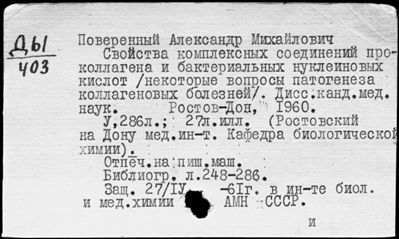 ДЫ
403
Поверенный Александр Михайлович
Свойства комплексных соединений про-
коллагена и бактериальных нуклеиновых
кислот /некоторые вопросы патогенеза
коллагеновых болезней/. Дисс.канд.мед.
наук. Ростов-Дон, 1960.
У,286л.; 27л.илл. (Ростовский
на Дону мед.ин-т. Кафедра биологической
химии).
Отпеч.на пиш.маш.
Библиогр. л.248-286.
Защ. 27/IУ -61г. в ин-те биол.
и мед.химии АМН СССР.
и